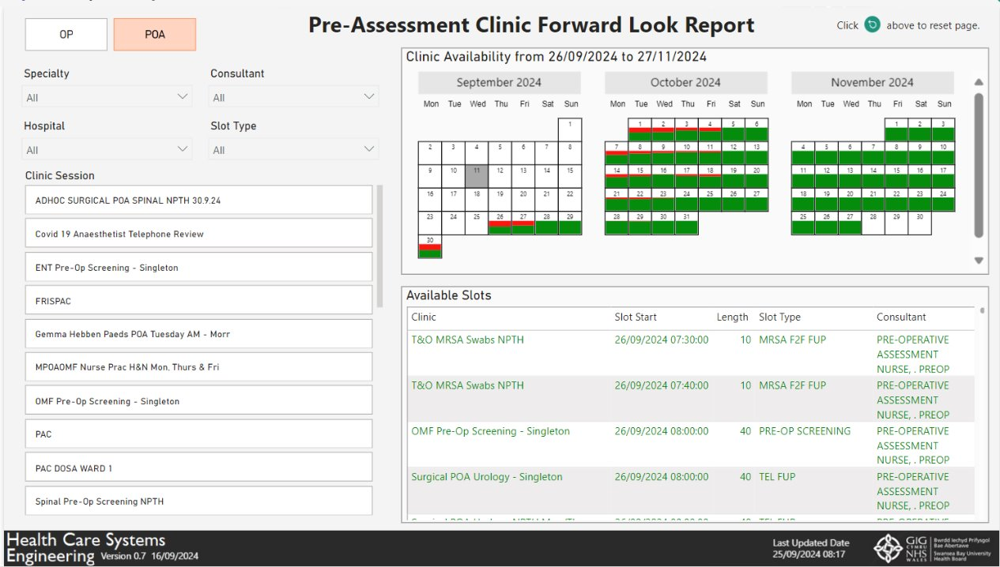 OP
POA
Pre-Assessment Clinic Forward Look Report
Click above to reset page.
Specialty
Consultant
All
All
Hospital
Slot Type
All
All
Clinic Session
ADHOC SURGICAL POA SPINAL NPTH 30.9.24
Covid 19 Anaesthetist Telephone Review
ENT Pre-Op Screening - Singleton
FRISPAC
Gemma Hebben Paeds POA Tuesday AM - Morr
MPOAOMF Nurse Prac H&N Mon, Thurs & Fri
OMF Pre-Op Screening - Singleton
PAC
PAC DOSA WARD 1
Spinal Pre-Op Screening NPTH
Clinic Availability from 26/09/2024 to 27/11/2024
September 2024
Mon Tue Wed Thu Fri Sat Sun
1
2 3 4 5 6 7 8
9 10 11 12 13 14 15
16 17 18 19 20 21 22
23 24 25 26 27 28 29
30
October 2024
Mon Tue Wed Thu Fri Sat Sun
1 2 3 4 5 6
7 8 9 10 11 12 13
14 15 16 17 18 19 20
21 22 23 24 25 26 27
28 29 30 31
November 2024
Mon Tue Wed Thu Fri Sat Sun
1 2 3
4 5 6 7 8 9 10
11 12 13 14 15 16 17
18 19 20 21 22 23 24
25 26 27 28 29 30
Available Slots
Clinic Slot Start Length Slot Type Consultant
T&O MRSA Swabs NPTH 26/09/2024 07:30:00 10 MRSA F2F FUP PRE-OPERATIVE
ASSESSMENT
NURSE, . PREOP
T&O MRSA Swabs NPTH 26/09/2024 07:40:00 10 MRSA F2F FUP PRE-OPERATIVE
ASSESSMENT
NURSE, . PREOP
OMF Pre-Op Screening - Singleton 26/09/2024 08:00:00 40 PRE-OP SCREENING PRE-OPERATIVE
ASSESSMENT
NURSE, . PREOP
Surgical POA Urology - Singleton 26/09/2024 08:00:00 40 TEL FUP PRE-OPERATIVE
ASSESSMENT
NURSE, . PREOP
Health Care Systems
Engineering Version 0.7 16/09/2024
Last Updated Date
25/09/2024 08:17
GIG
CYMRU
NHS
WALES
Bwrdd Iechyd Prifysgol
Bae Abertawe
Swansea Bay University
Health Board